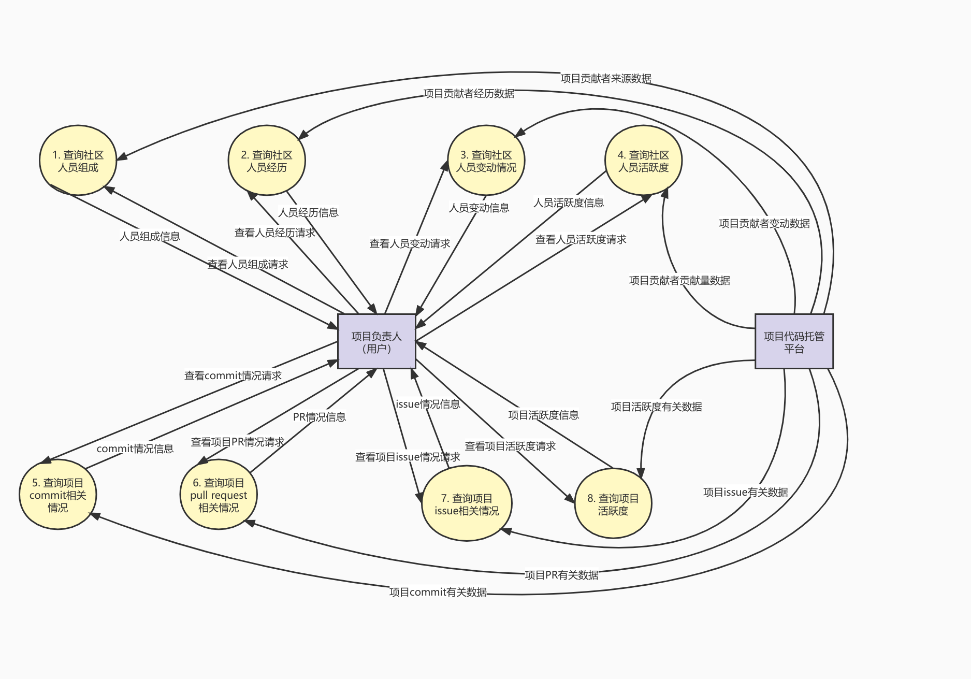 项目贡献者来源数据
项目贡献者经历数据
1. 查询社区
人员组成
2. 查询社区
人员经历
3. 查询社区
人员变动情况
4. 查询社区
人员活跃度
人员经历信息
人员变动信息
人员活跃度信息
项目贡献者变动数据
人员组成信息
查看人员经历请求
查看人员变动请求
查看人员活跃度请求
查看人员组成请求
项目贡献者贡献量数据
项目负责人
（用户）
项目代码托管
平台
查看commit情况请求
issue情况信息
项目活跃度有关数据
PR情况信息
项目活跃度信息
commit情况信息
查看项目PR情况请求
查看项目issue情况请求
查看项目活跃度请求
5. 查询项目
commit相关
情况
6. 查询项目
pull request
相关情况
7. 查询项目
issue相关情况
8. 查询项目
活跃度
项目issue有关数据
项目PR有关数据
项目commit有关数据